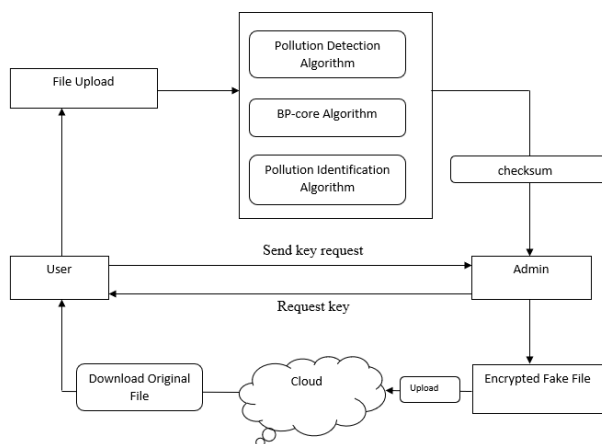 Pollution Detection
Algorithm
File Upload
BP-core Algorithm
Pollution Identification
Algorithm
checksum
Send key request
User
Admin
Request key
Download Original
File
Cloud
Upload
Encrypted Fake File